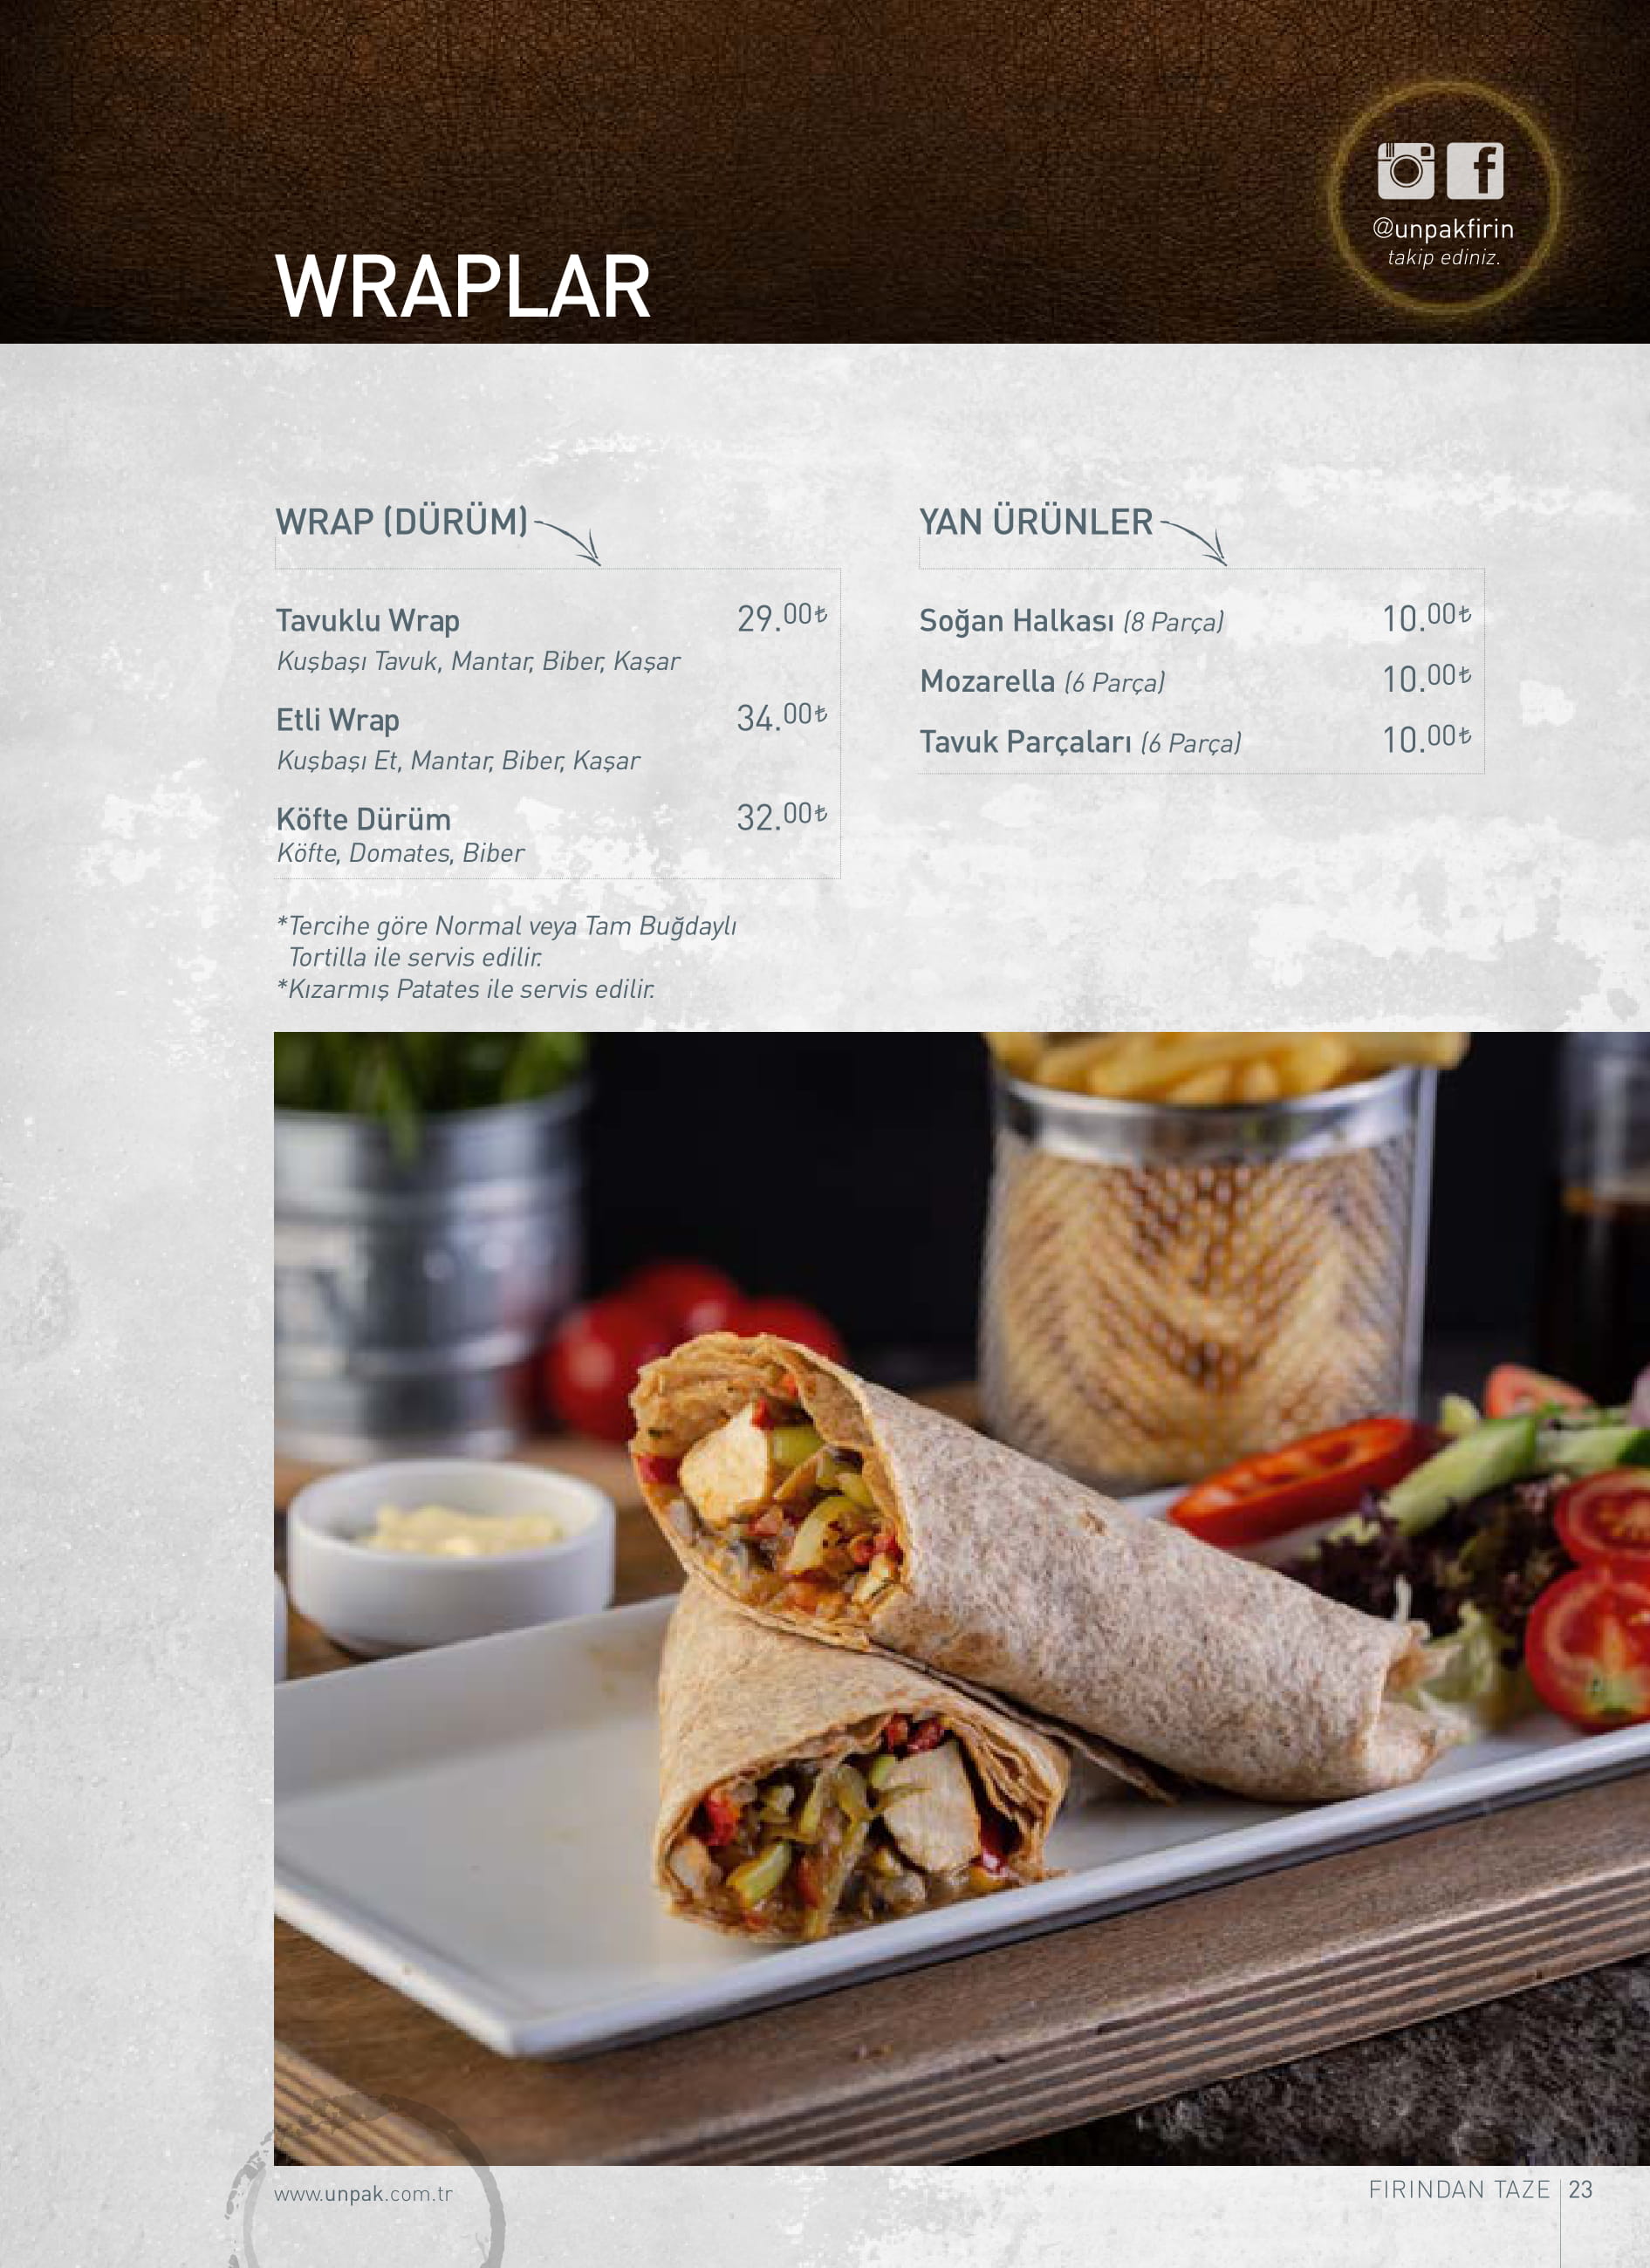 @unpakfirin
takip ediniz.
WRAPLAR
WRAP (DÜRÜM)
Tavuklu Wrap 29.00₺
Kuşbaşı Tavuk, Mantar, Biber, Kaşar
Etli Wrap 34.00₺
Kuşbaşı Et, Mantar, Biber, Kaşar
Köfte Dürüm 32.00₺
Köfte, Domates, Biber
*Tercihe göre Normal veya Tam Buğdaylı
Tortilla ile servis edilir.
*Kızarmış Patates ile servis edilir.
YAN ÜRÜNLER
Soğan Halkası (8 Parça) 10.00₺
Mozarella (6 Parça) 10.00₺
Tavuk Parçaları (6 Parça) 10.00₺
www.unpak.com.tr
FIRINDAN TAZE 23